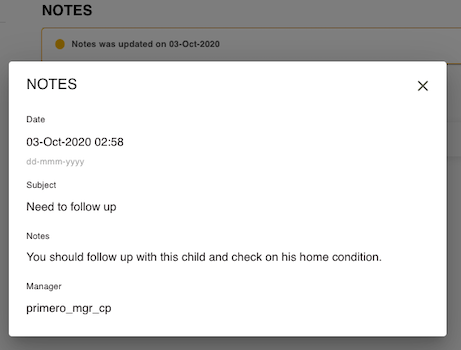 NOTES
Notes was updated on 03-Oct-2020
NOTES
Date
03-Oct-2020 02:58
dd-mmm-yyyy
Subject
Need to follow up
Notes
You should follow up with this child and check on his home condition.
Manager
primero_mgr_cp